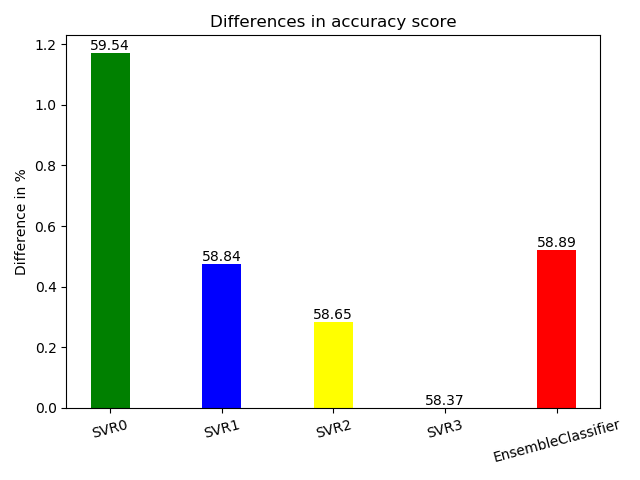 Differences in accuracy score
Difference in %
1.2
1.0
0.8
0.6
0.4
0.2
0.0
59.54
58.84
58.65
58.37
58.89
SVR0
SVR1
SVR2
SVR3
EnsembleClassifier